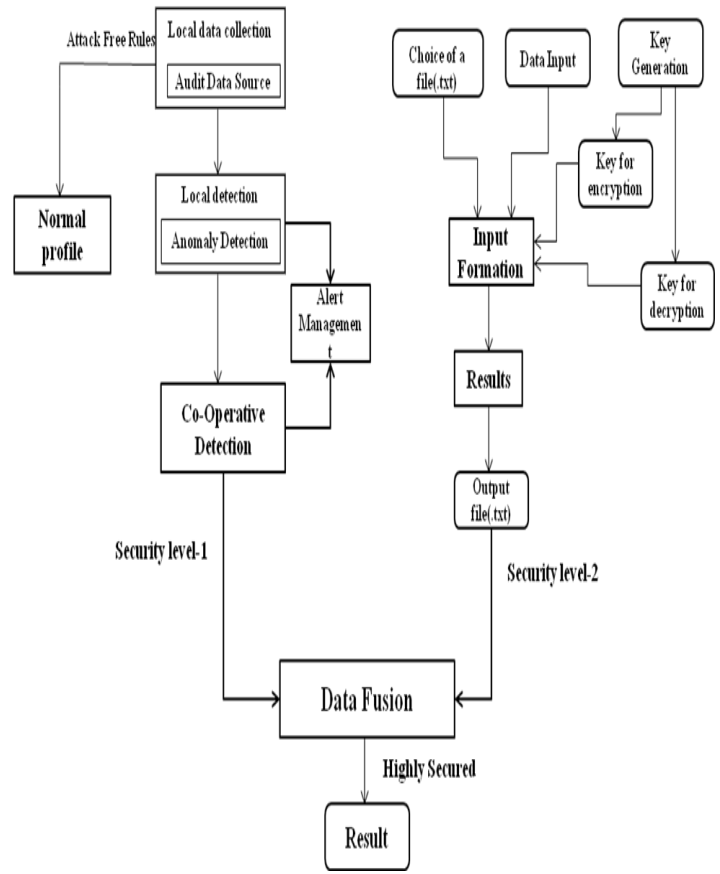 Attack Free Rules
Local data collection
Audit Data Source
Normal
profile
Local detection
Anomaly Detection
Alert
Managemen
t
Co-Operative
Detection
Security level-1
Choice of a
file(.txt)
Data Input
Key
Generation
Key for
encryption
Input
Formation
Key for
decryption
Results
Output
file(.txt)
Security level-2
Data Fusion
Highly Secured
Result